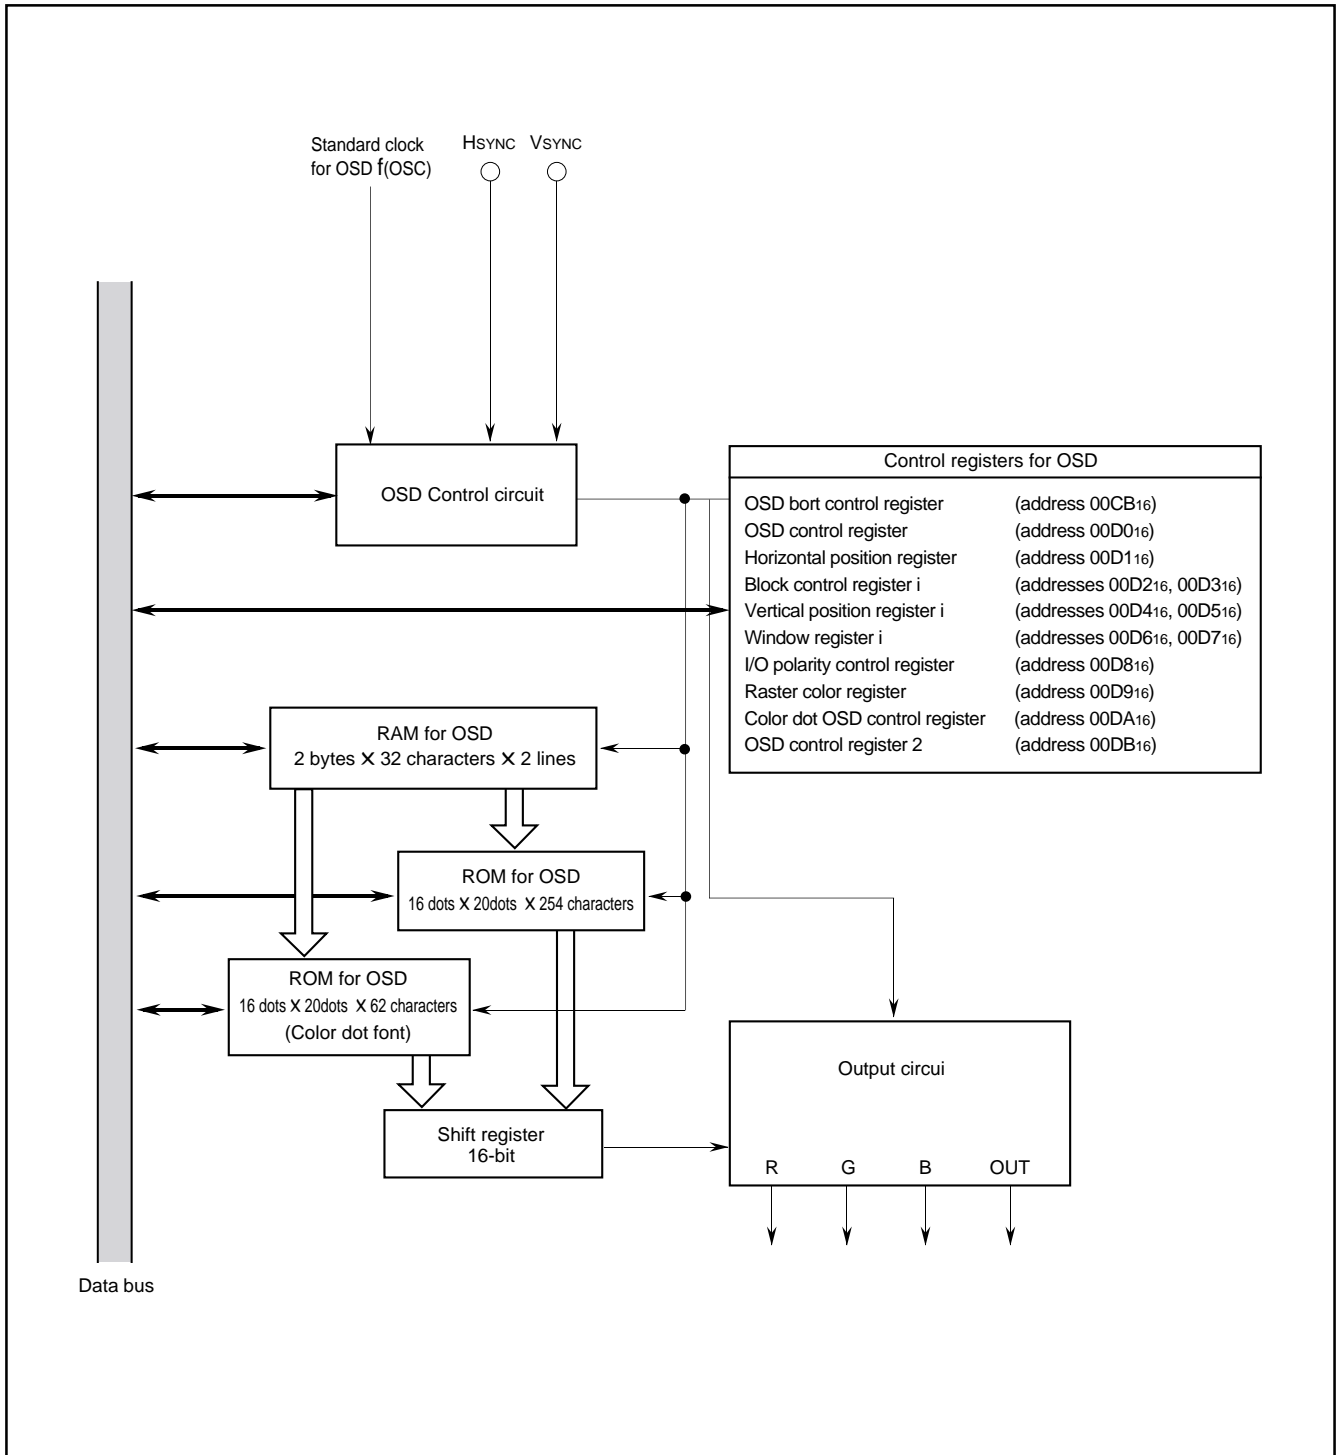 Standard clock
for OSD f(OSC)
HSYNC VSYNC
OSD Control circuit
Control registers for OSD
OSD bort control register (address 00CB16)
OSD control register (address 00D016)
Horizontal position register (address 00D116)
Block control register i (addresses 00D216, 00D316)
Vertical position register i (addresses 00D416, 00D516)
Window register i (addresses 00D616, 00D716)
I/O polarity control register (address 00D816)
Raster color register (address 00D916)
Color dot OSD control register (address 00DA16)
OSD control register 2 (address 00DB16)
RAM for OSD
2 bytes X 32 characters X 2 lines
ROM for OSD
16 dots X 20dots X 254 characters
ROM for OSD
16 dots X 20dots X 62 characters
(Color dot font)
Output circui
Shift register
16-bit
R G B OUT
Data bus